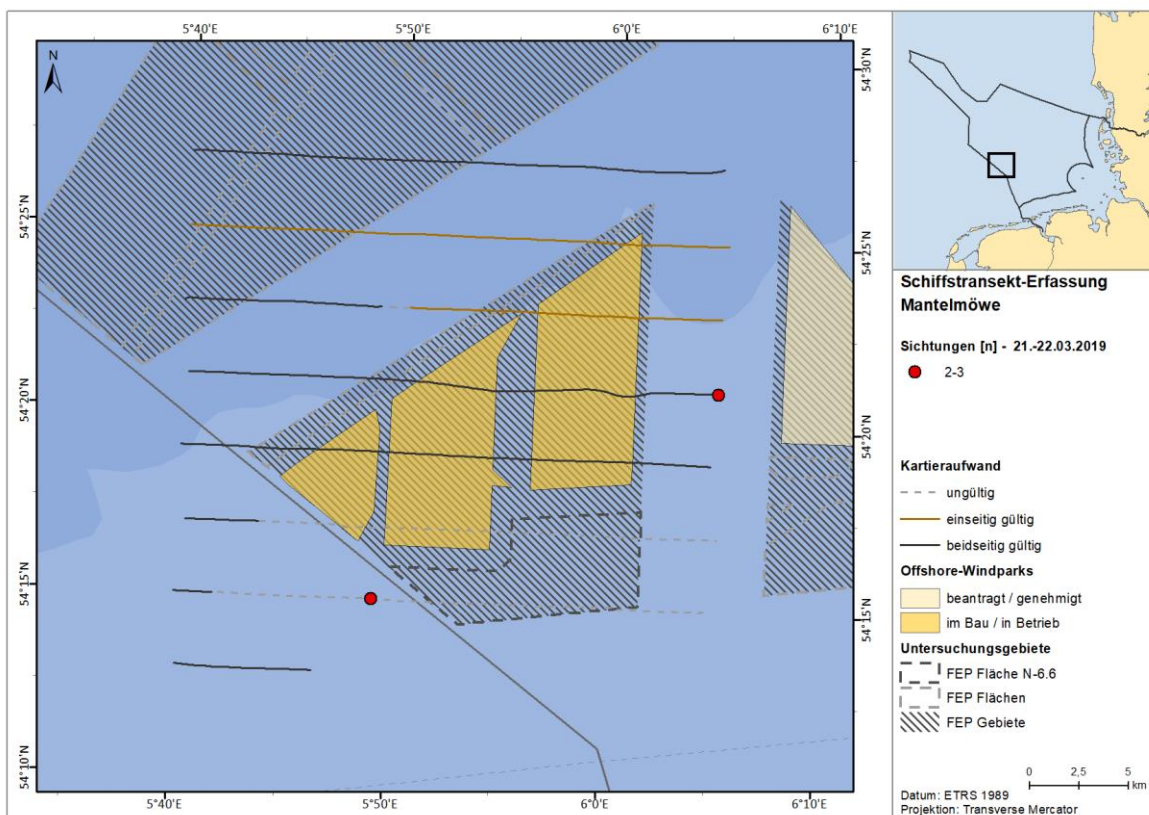 5°40'E 5°50'E 6°0'E 6°10'E
N
54°30'N
54°25'N
54°25'N
54°20'N
54°20'N
54°15'N
54°15'N
54°10'N
5°40'E 5°50'E 6°0'E 6°10'E
Schiffstransekt-Erfassung
Mantelmöwe
Sichtungen [n] - 21.-22.03.2019
2-3
Kartieraufwand
ungültig
einseitig gültig
beidseitig gültig
Offshore-Windparks
beantragt / genehmigt
im Bau / in Betrieb
Untersuchungsgebiete
FEP Fläche N-6.6
FEP Flächen
FEP Gebiete
0 2,5 5
km
Datum: ETRS 1989
Projektion: Transverse Mercator